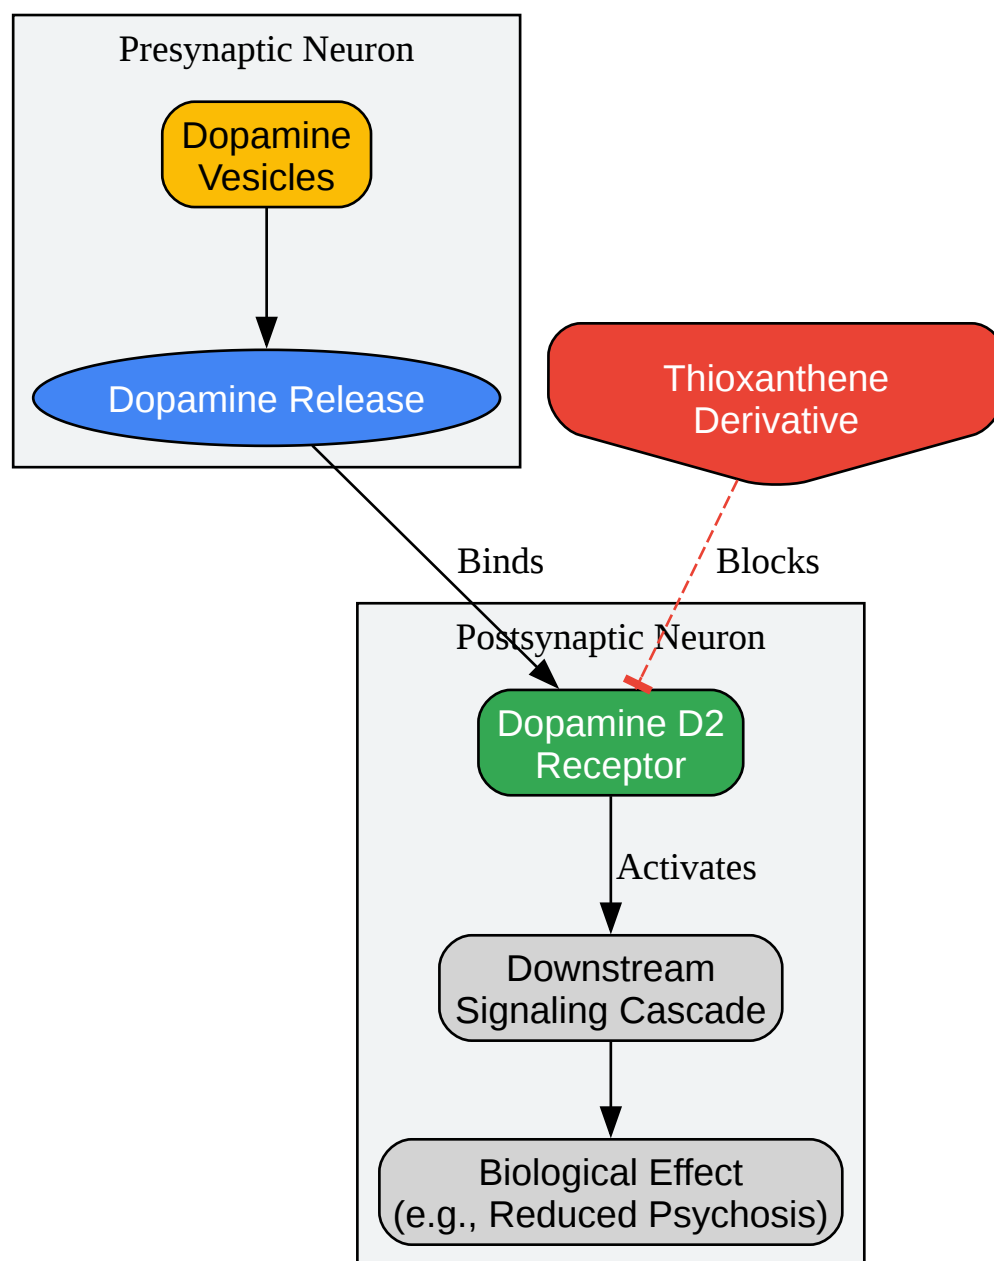 Presynaptic Neuron
Dopamine
Vesicles
Dopamine Release
Thioxanthene
Derivative
Binds
Blocks
Postsynaptic Neuron
Dopamine D2
Receptor
Activates
Downstream
Signaling Cascade
Biological Effect
(e.g., Reduced Psychosis)